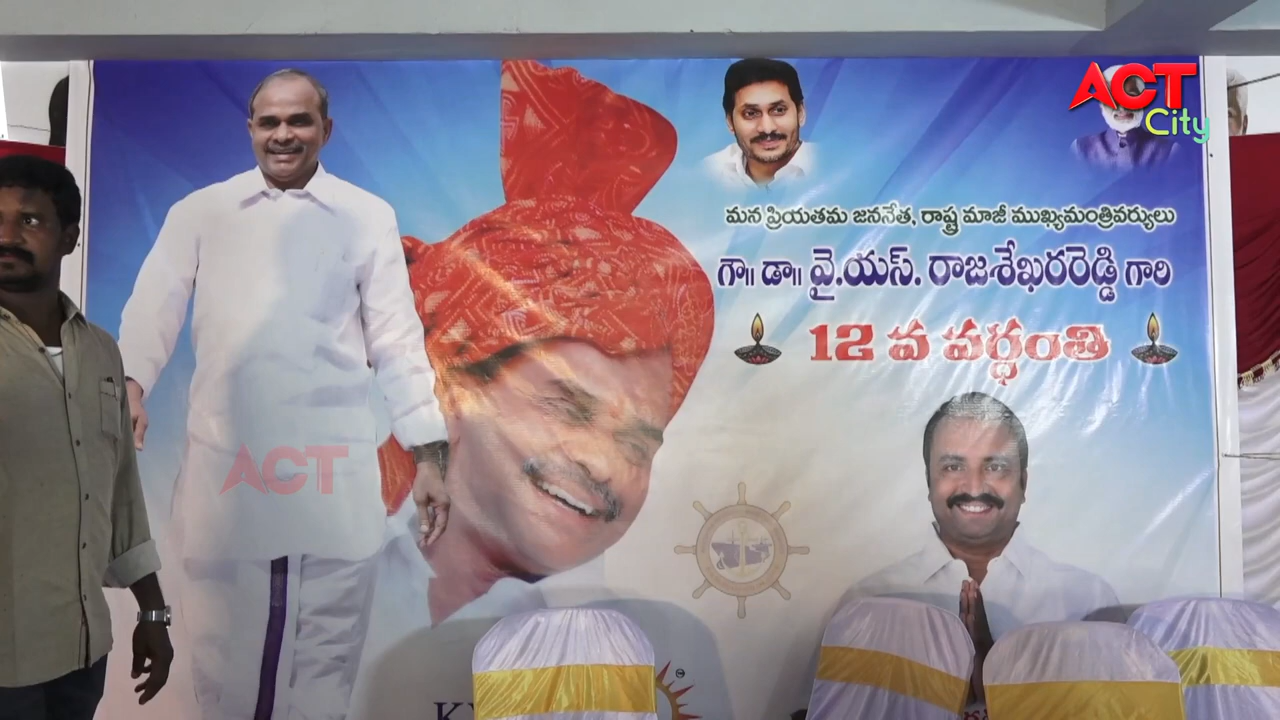 ACT
City
మన ప్రియతమ జననేత, రాష్ట్ర మాజీ ముఖ్యమంత్రివర్యులు
గౌ॥ డా॥ వై.యస్. రాజశేఖరరెడ్డి గారి
12 వ వర్ధంతి
ACT